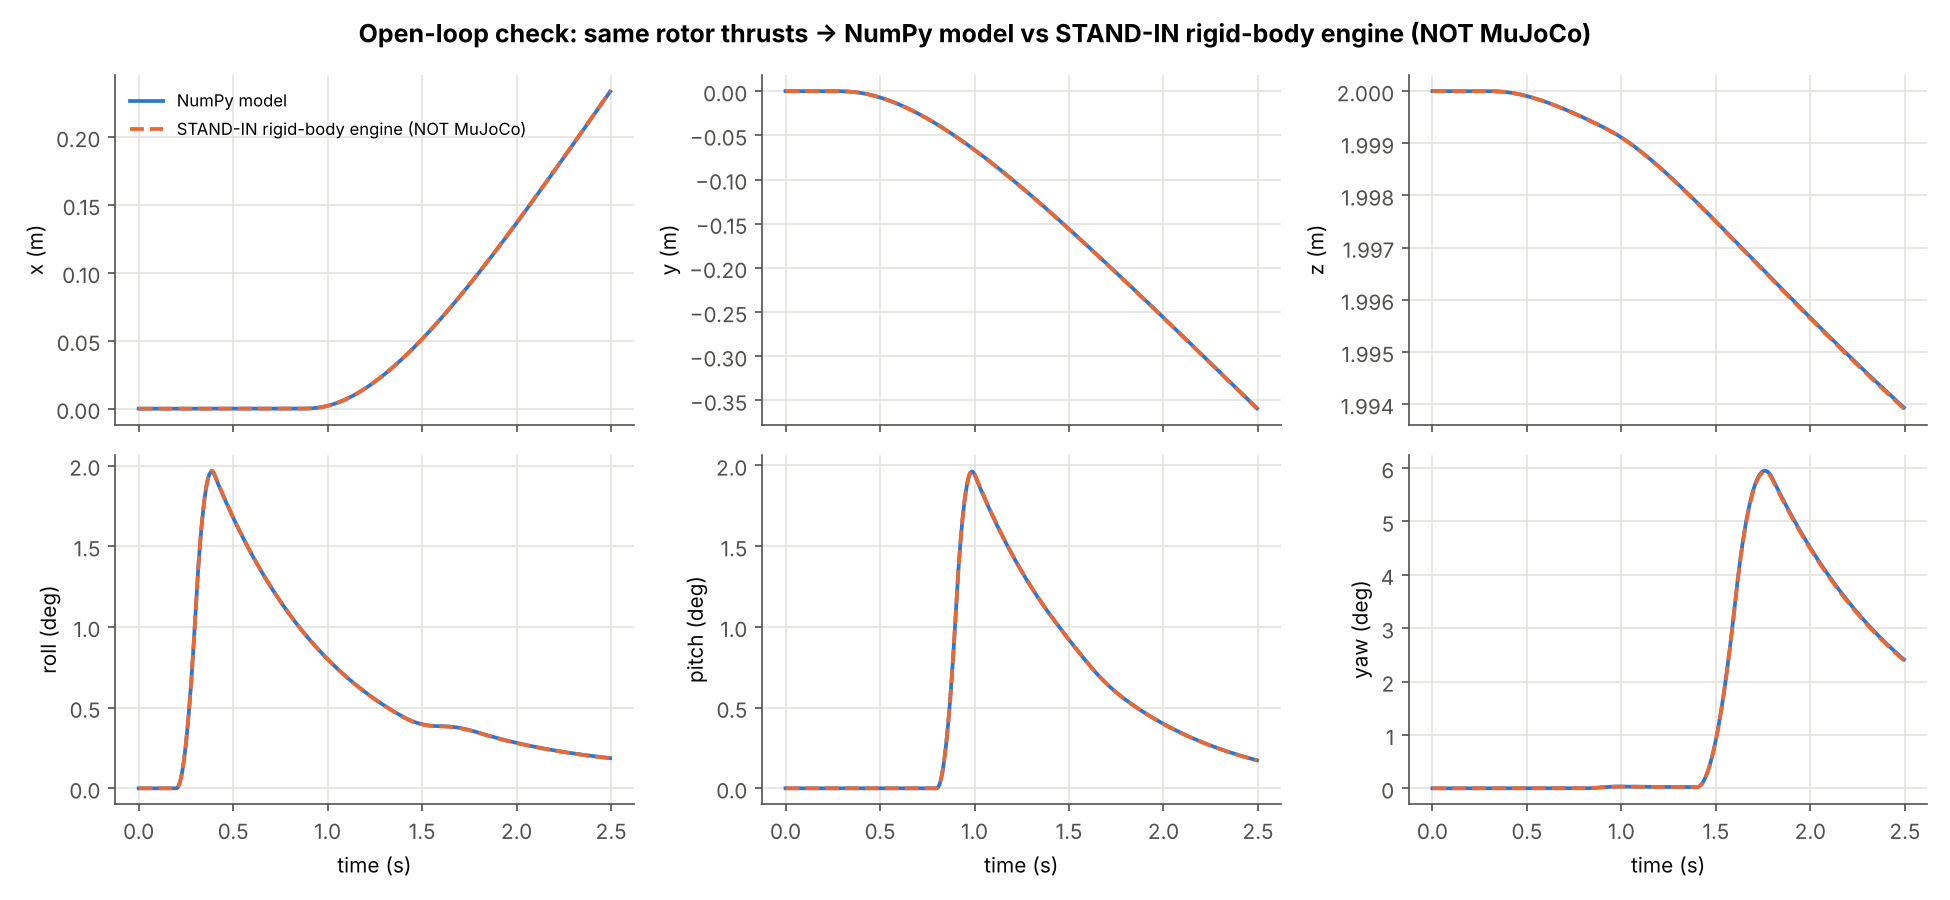 Open-loop check: same rotor thrusts → NumPy model vs STAND-IN rigid-body engine (NOT MuJoCo)
NumPy model
STAND-IN rigid-body engine (NOT MuJoCo)
x (m)
0.20
0.15
0.10
0.05
0.00
y (m)
0.00
−0.05
−0.10
−0.15
−0.20
−0.25
−0.30
−0.35
z (m)
2.000
1.999
1.998
1.997
1.996
1.995
1.994
roll (deg)
2.0
1.5
1.0
0.5
0.0
0.0 0.5 1.0 1.5 2.0 2.5
time (s)
pitch (deg)
2.0
1.5
1.0
0.5
0.0
0.0 0.5 1.0 1.5 2.0 2.5
time (s)
yaw (deg)
6
5
4
3
2
1
0
0.0 0.5 1.0 1.5 2.0 2.5
time (s)